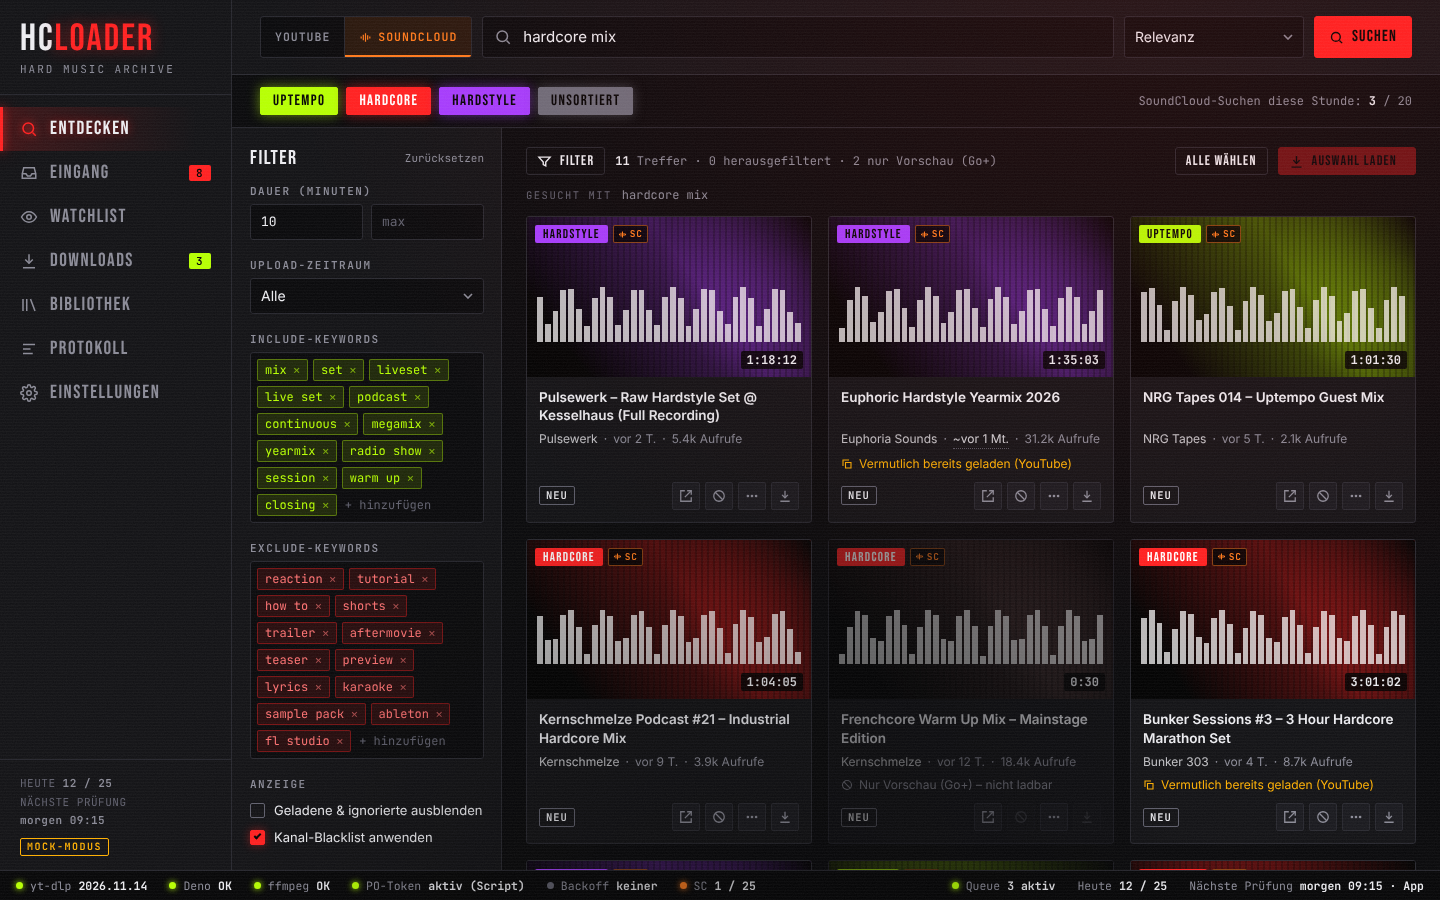 HCLOADER
HARD MUSIC ARCHIVE
ENTDECKEN
EINGANG 8
WATCHLIST
DOWNLOADS 3
BIBLIOTHEK
PROTOKOLL
EINSTELLUNGEN
HEUTE 12 / 25
NÄCHSTE PRÜFUNG
morgen 09:15
MOCK-MODUS
YOUTUBE SOUNDCLOUD hardcore mix Relevanz SUCHEN
UPTEMPO HARDCORE HARDSTYLE UNSORTIERT SoundCloud-Suchen diese Stunde: 3 / 20
FILTER Zurücksetzen
DAUER (MINUTEN)
10 max
UPLOAD-ZEITRAUM
Alle
INCLUDE-KEYWORDS
mix × set × liveset ×
live set × podcast ×
continuous × megamix ×
yearmix × radio show ×
session × warm up ×
closing × + hinzufügen
EXCLUDE-KEYWORDS
reaction × tutorial ×
how to × shorts ×
trailer × aftermovie ×
teaser × preview ×
lyrics × karaoke ×
sample pack × ableton ×
fl studio × + hinzufügen
ANZEIGE
Geladene & ignorierte ausblenden
Kanal-Blacklist anwenden
FILTER 11 Treffer · 0 herausgefiltert · 2 nur Vorschau (Go+) ALLE WÄHLEN AUSWAHL LADEN
GESUCHT MIT hardcore mix
HARDSTYLE SC
1:18:12
Pulsewerk – Raw Hardstyle Set @
Kesselhaus (Full Recording)
Pulsewerk · vor 2 T. · 5.4k Aufrufe
NEU
HARDSTYLE SC
1:35:03
Euphoric Hardstyle Yearmix 2026
Euphoria Sounds · ~vor 1 Mt. · 31.2k Aufrufe
Vermutlich bereits geladen (YouTube)
NEU
UPTEMPO SC
1:01:30
NRG Tapes 014 – Uptempo Guest Mix
NRG Tapes · vor 5 T. · 2.1k Aufrufe
NEU
HARDCORE SC
1:04:05
Kernschmelze Podcast #21 – Industrial
Hardcore Mix
Kernschmelze · vor 9 T. · 3.9k Aufrufe
NEU
HARDCORE SC
0:30
Frenchcore Warm Up Mix – Mainstage
Edition
Kernschmelze · vor 12 T. · 18.4k Aufrufe
Nur Vorschau (Go+) – nicht ladbar
NEU
HARDCORE SC
3:01:02
Bunker Sessions #3 – 3 Hour Hardcore
Marathon Set
Bunker 303 · vor 4 T. · 8.7k Aufrufe
Vermutlich bereits geladen (YouTube)
NEU
yt-dlp 2026.11.14 Deno OK ffmpeg OK PO-Token aktiv (Script) Backoff keiner SC 1 / 25 Queue 3 aktiv Heute 12 / 25 Nächste Prüfung morgen 09:15 · App